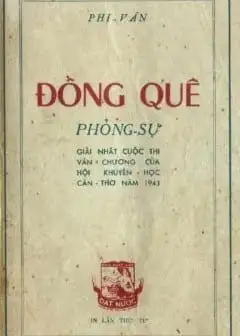 PHI-VÂN
ĐỒNG QUÊ
PHÓNG-SỰ
GIẢI NHẤT CUỘC THI
VĂN-CHƯƠNG CỦA
HỘI KHUYẾN-HỌC
CẦN-THƠ NĂM 1943
ĐẤT NƯỚC
IN LẦN THỨ TƯ